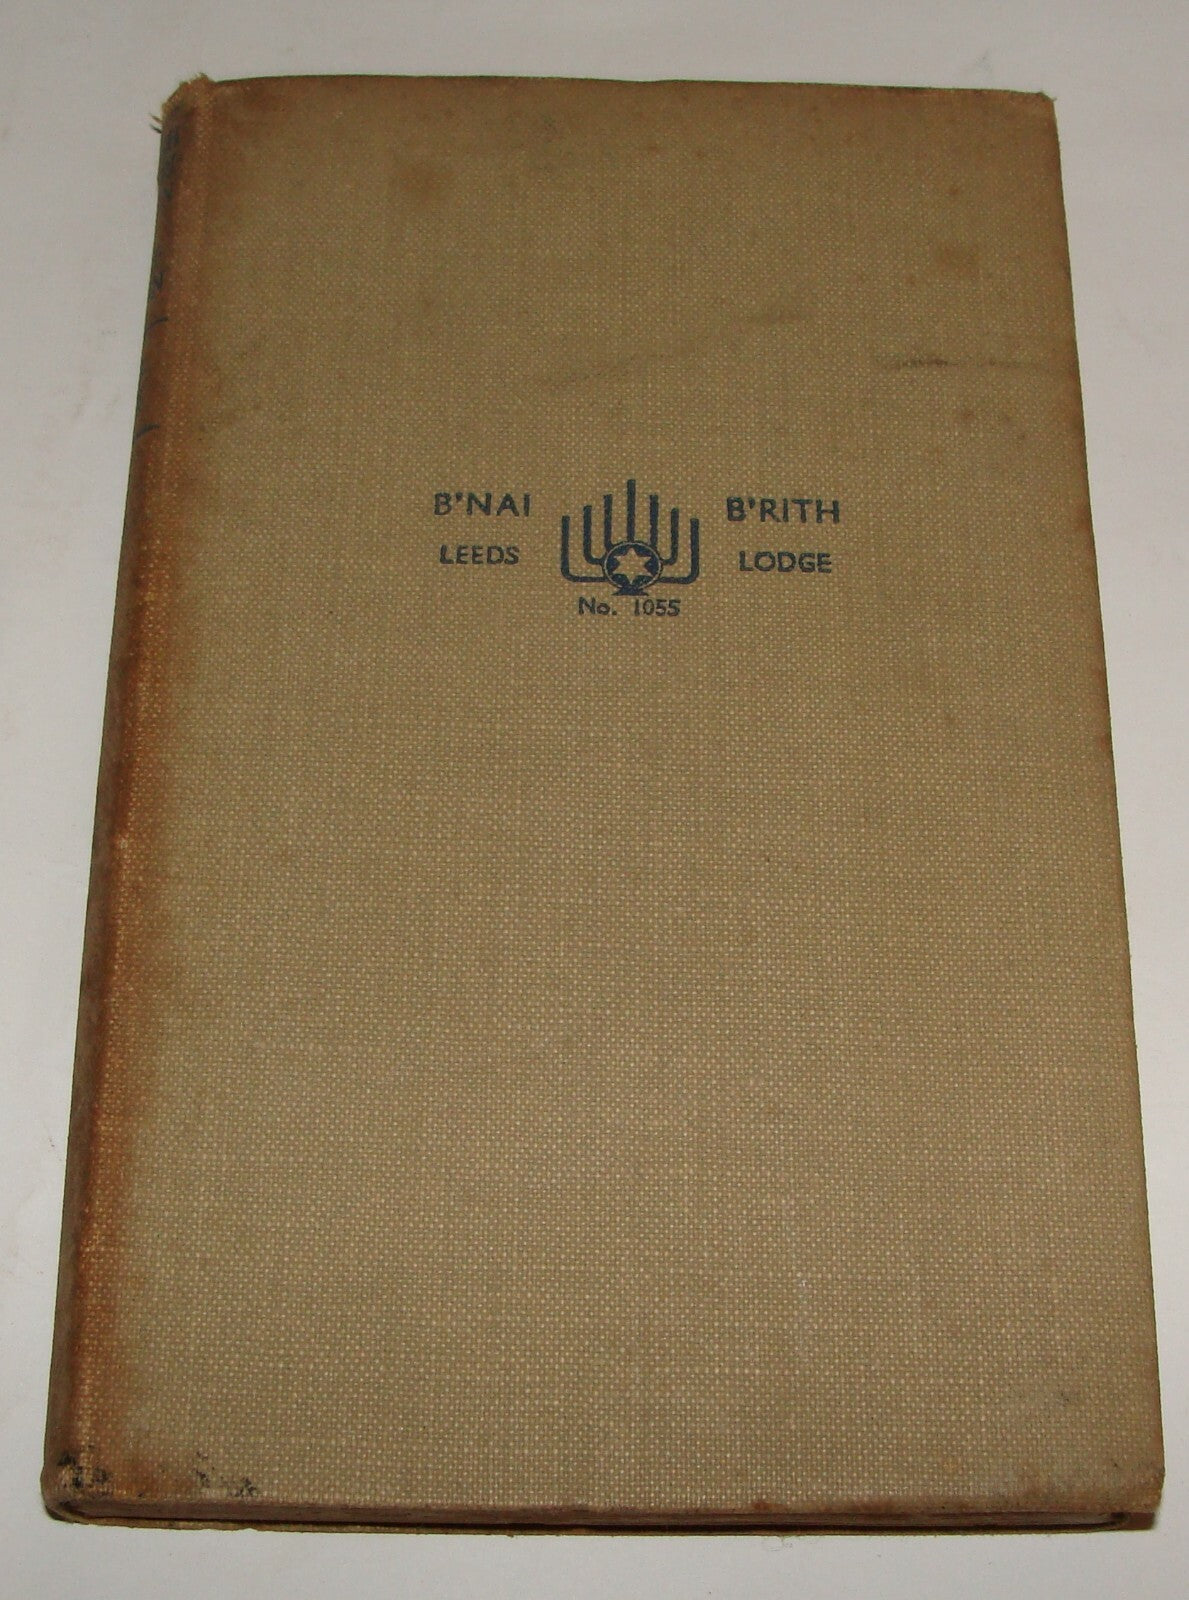 B'NAI B'RITH
LEEDS LODGE
No. 1055